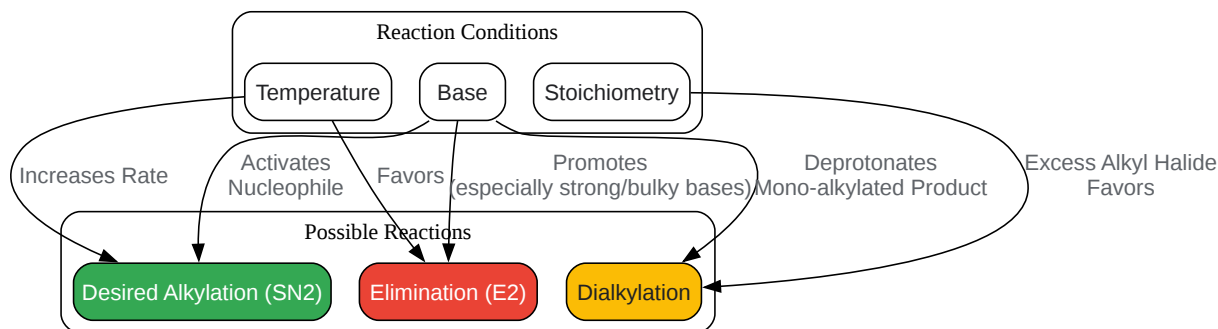 Reaction Conditions
Temperature
Base
Stoichiometry
Increases Rate
Activates
Nucleophile
Favors
Promotes
(especially strong/bulky bases)
Deprotonates
Mono-alkylated Product
Excess Alkyl Halide
Favors
Possible Reactions
Desired Alkylation (SN2)
Elimination (E2)
Dialkylation